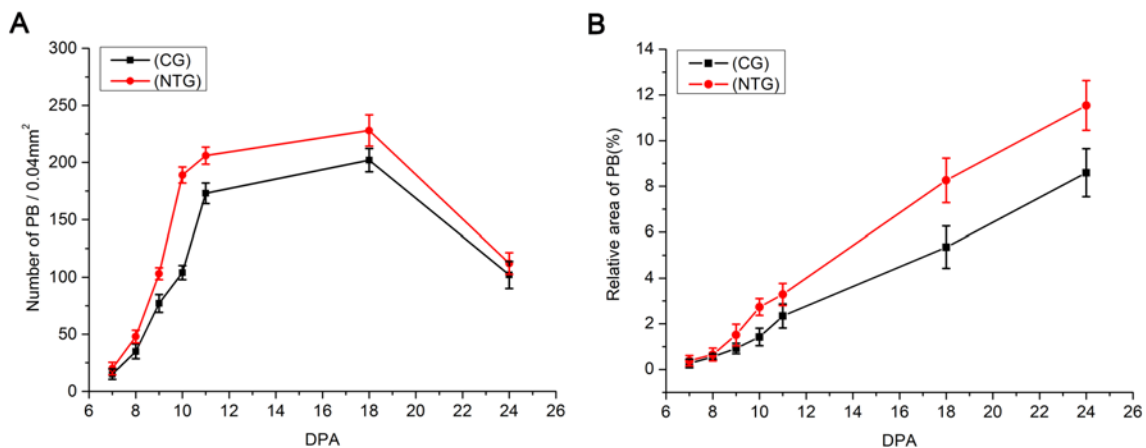 A
300
250
200
150
100
50
0
Number of PB / 0.04mm²
(CG)
(NTG)
6 8 10 12 14 16 18 20 22 24 26
DPA
B
14
12
10
8
6
4
2
0
Relative area of PB(%)
(CG)
(NTG)
6 8 10 12 14 16 18 20 22 24 26
DPA